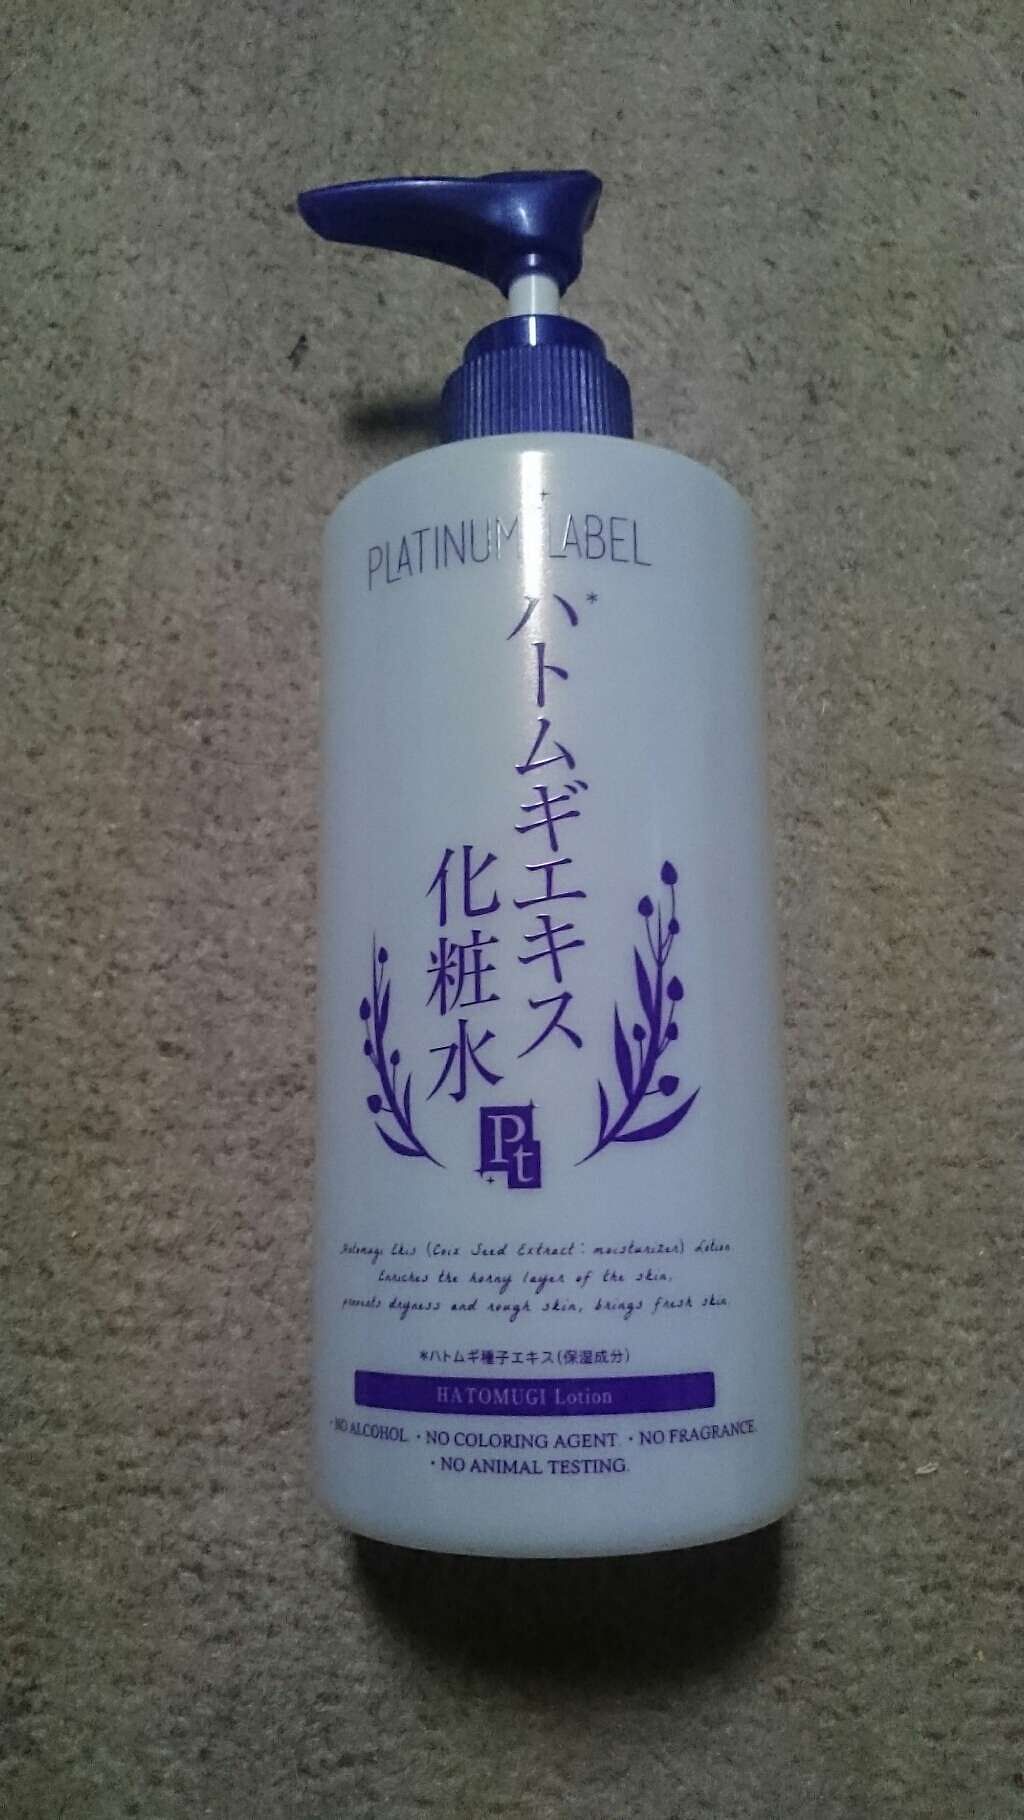 PLATINUM LABEL
ハトムギエキス*
化粧水
Pt
Hatomugi Ekis (Coix Seed Extract: moisturizer) Lotion
Enriches the horny layer of the skin,
prevents dryness and rough skin, brings fresh skin.
*ハトムギ種子エキス(保湿成分)
HATOMUGI Lotion
・NO ALCOHOL. ・NO COLORING AGENT. ・NO FRAGRANCE.
・NO ANIMAL TESTING.